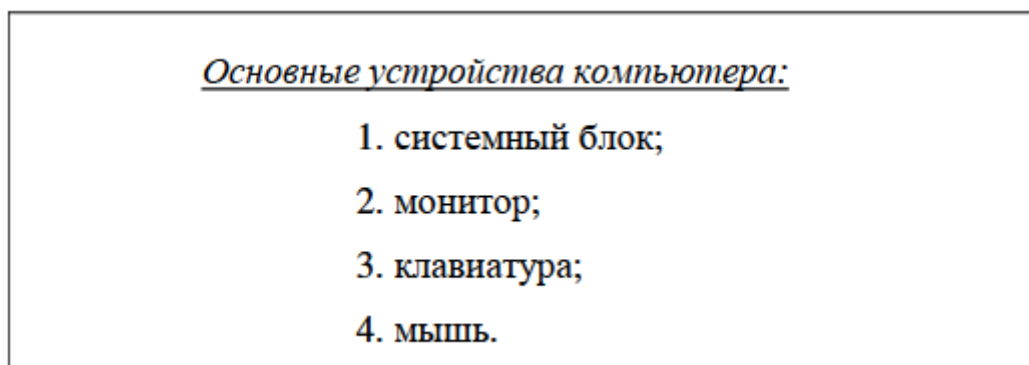 Основные устройства компьютера:
1. системный блок;
2. монитор;
3. клавиатура;
4. мышь.